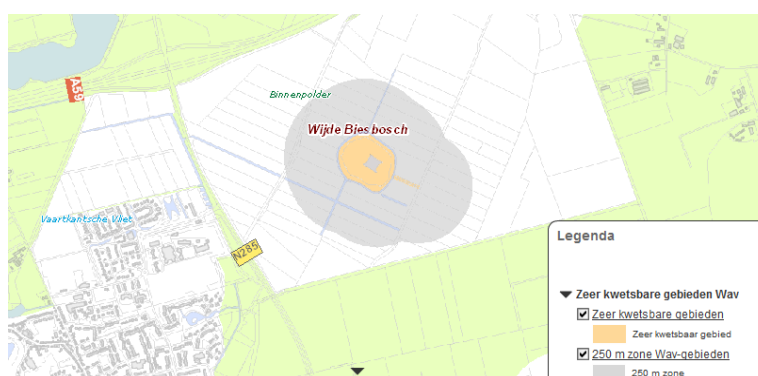 A59
Binnenpolder
Wijde Biesbosch
Vaartkantsche Vliet
N285
Legenda
Zeer kwetsbare gebieden Wav
Zeer kwetsbare gebieden
Zeer kwetsbaar gebied
250 m zone Wav-gebieden
250 m zone